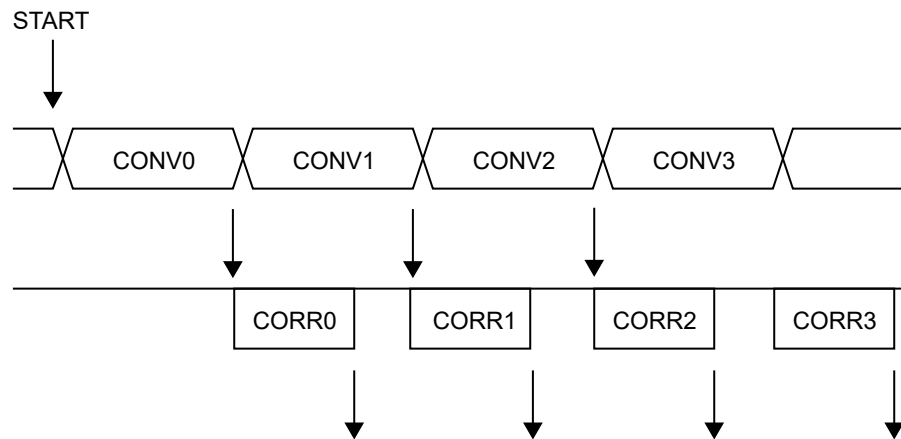 START
CONV0 CONV1 CONV2 CONV3
CORR0 CORR1 CORR2 CORR3